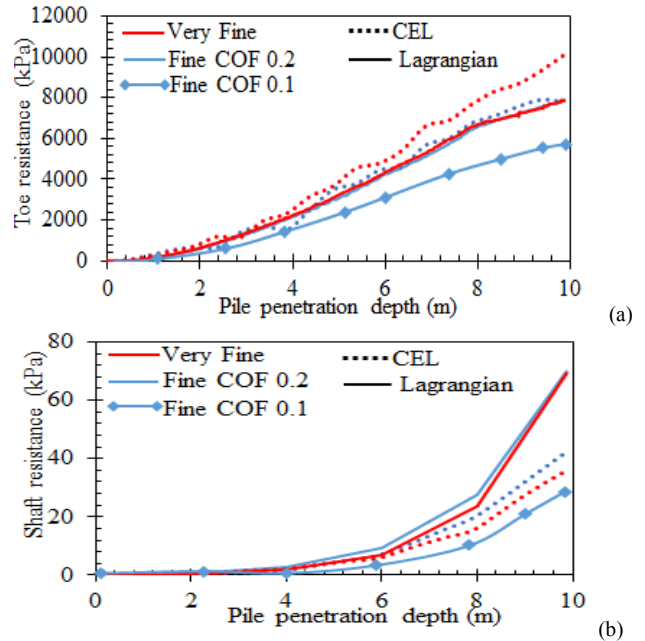 12000
10000
8000
6000
4000
2000
0
Toe resistance (kPa)
Very Fine
Fine COF 0.2
Fine COF 0.1
CEL
Lagrangian
0 2 4 6 8 10
Pile penetration depth (m)
(a)
80
60
40
20
0
Shaft resistance (kPa)
Very Fine
Fine COF 0.2
Fine COF 0.1
CEL
Lagrangian
0 2 4 6 8 10
Pile penetration depth (m)
(b)